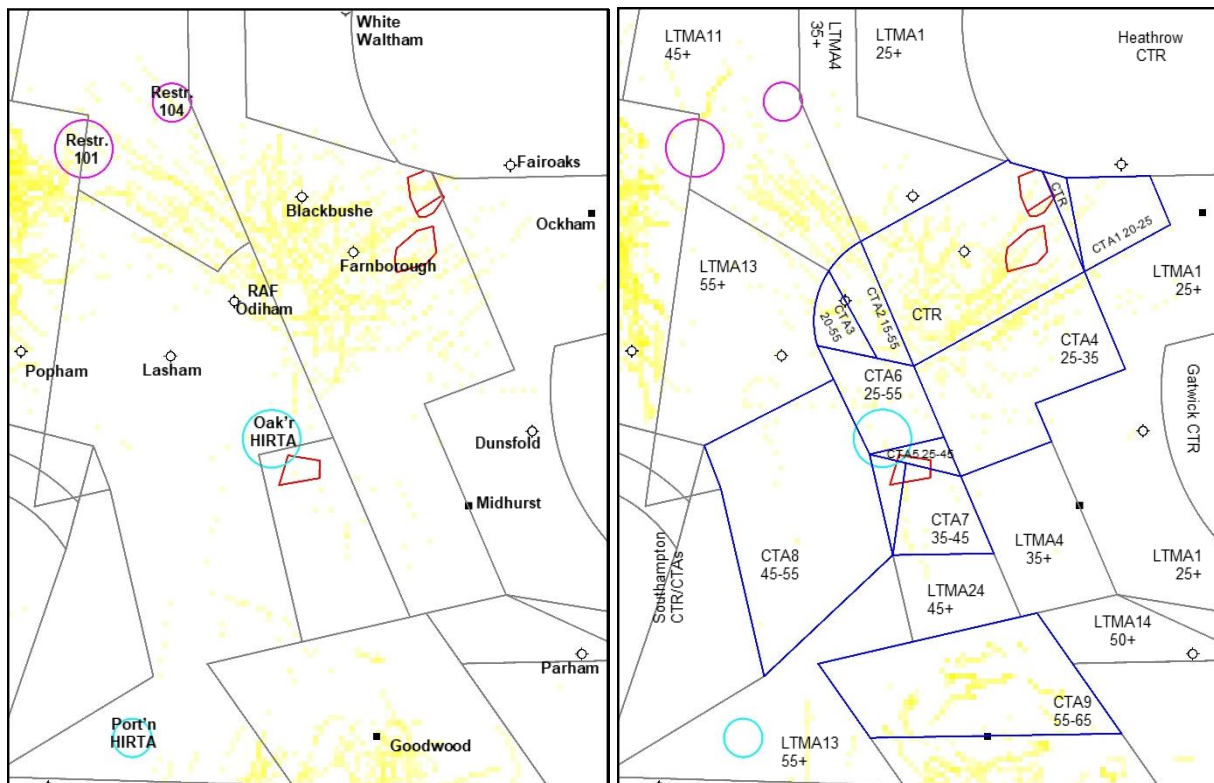 White
Waltham
Restr.
104
Restr.
101
Fairoaks
Blackbushe
Ockham
Farnborough
RAF
Odiham
Popham
Lasham
Oak'r
HIRTA
Dunsfold
Midhurst
Parham
Port'n
HIRTA
Goodwood
LTMA11
45+
LTMA4
35+
LTMA1
25+
Heathrow
CTR
CTR
CTA1 20-25
LTMA13
55+
LTMA1
25+
CTA3
20-55
CTA2 15-55
CTR
CTA4
25-35
CTA6
25-55
Gatwick CTR
CTA5 25-45
CTA7
35-45
CTA8
45-55
LTMA4
35+
LTMA1
25+
Southampton
CTR/CTAs
LTMA24
45+
LTMA14
50+
CTA9
55-65
LTMA13
55+